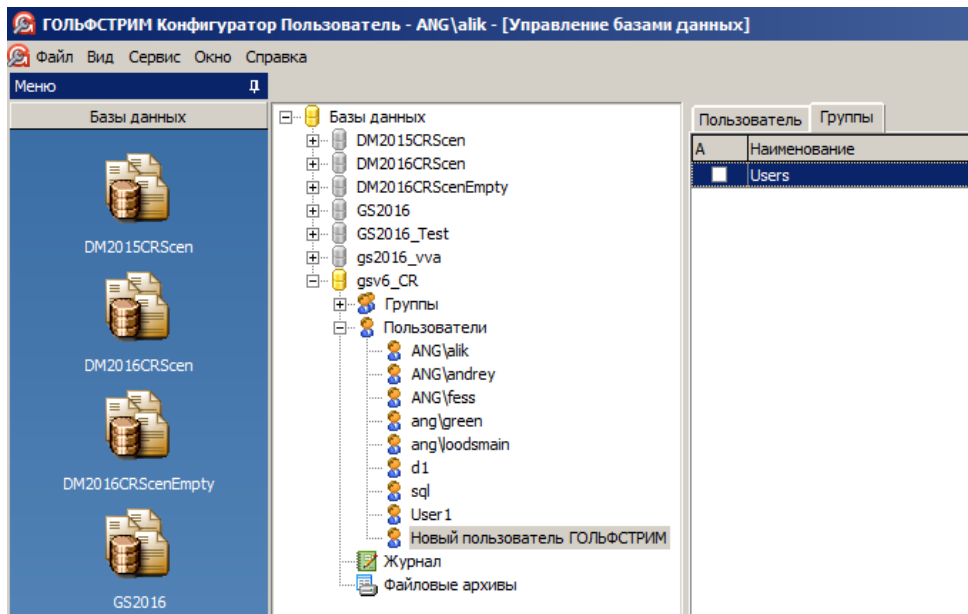 ГОЛЬФСТРИМ Конфигуратор Пользователь - ANG\alik - [Управление базами данных]
Файл Вид Сервис Окно Справка
Меню
Базы данных
DM2015CRScen
DM2016CRScen
DM2016CRScenEmpty
GS2016
Базы данных
DM2015CRScen
DM2016CRScen
DM2016CRScenEmpty
GS2016
GS2016_Test
gs2016_vva
gsv6_CR
Группы
Пользователи
ANG\alik
ANG\andrey
ANG\fess
ang\green
ang\loodsmain
d1
sql
User1
Новый пользователь ГОЛЬФСТРИМ
Журнал
Файловые архивы
Пользователь Группы
А Наименование
Users